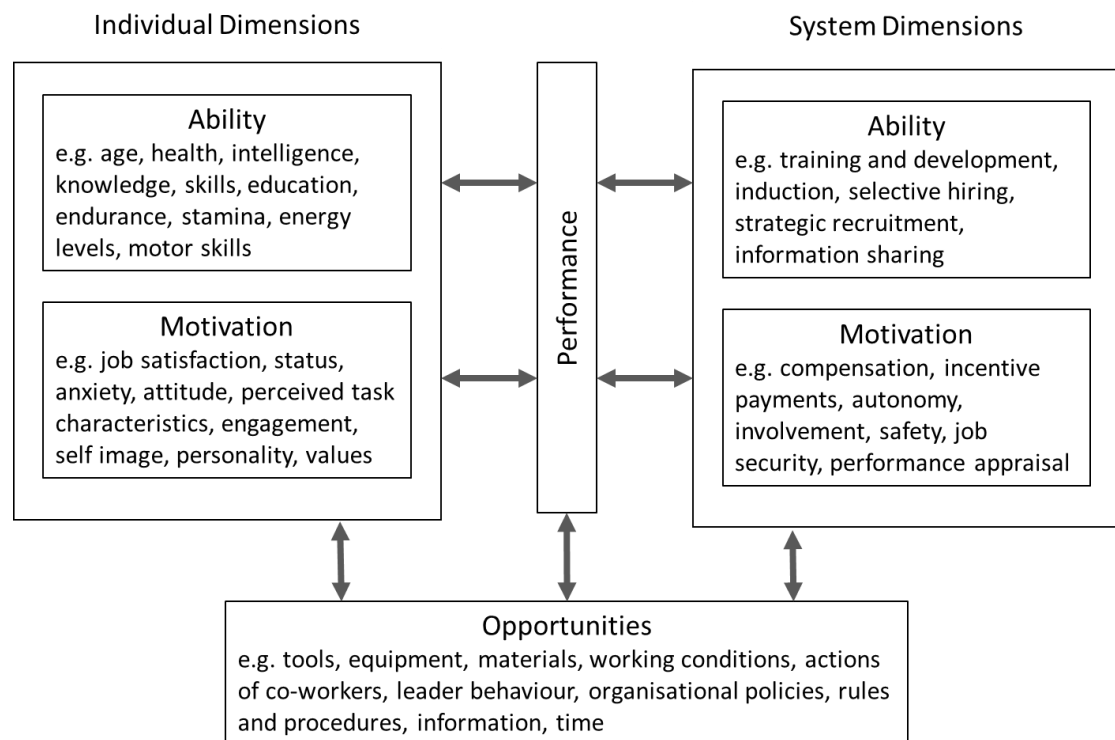 Individual Dimensions
System Dimensions
Ability
e.g. age, health, intelligence,
knowledge, skills, education,
endurance, stamina, energy
levels, motor skills
Motivation
e.g. job satisfaction, status,
anxiety, attitude, perceived task
characteristics, engagement,
self image, personality, values
Performance
Ability
e.g. training and development,
induction, selective hiring,
strategic recruitment,
information sharing
Motivation
e.g. compensation, incentive
payments, autonomy,
involvement, safety, job
security, performance appraisal
Opportunities
e.g. tools, equipment, materials, working conditions, actions
of co-workers, leader behaviour, organisational policies, rules
and procedures, information, time